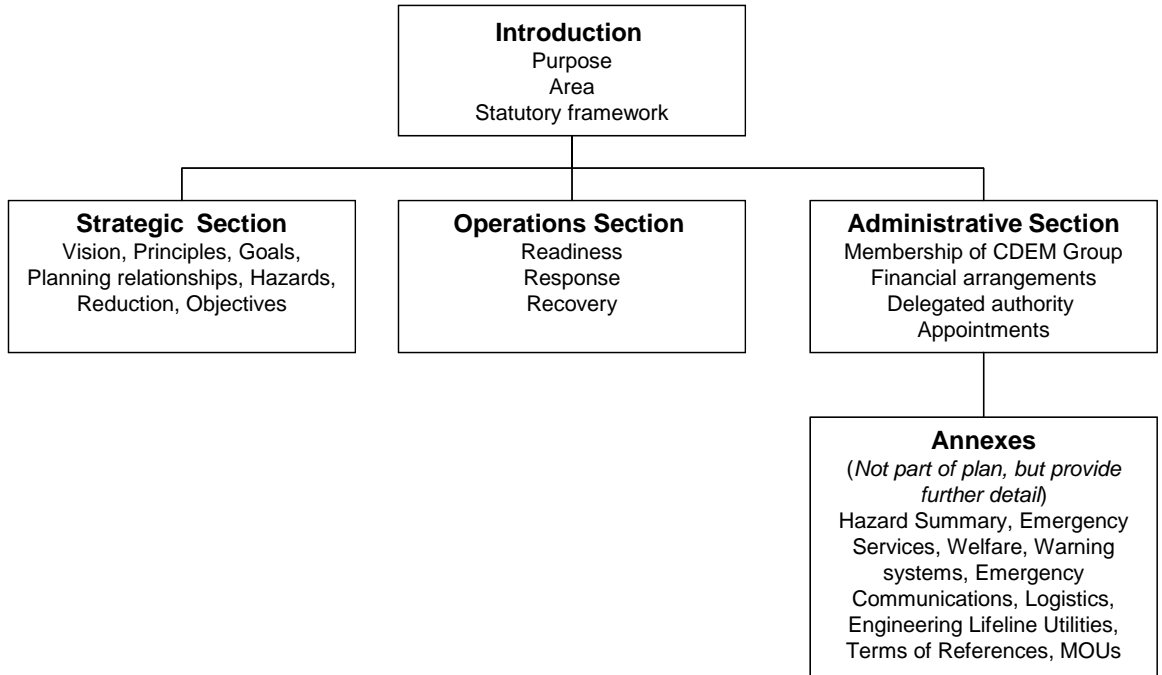 Introduction
Purpose
Area
Statutory framework
Strategic Section
Vision, Principles, Goals,
Planning relationships, Hazards,
Reduction, Objectives
Operations Section
Readiness
Response
Recovery
Administrative Section
Membership of CDEM Group
Financial arrangements
Delegated authority
Appointments
Annexes
(Not part of plan, but provide
further detail)
Hazard Summary, Emergency
Services, Welfare, Warning
systems, Emergency
Communications, Logistics,
Engineering Lifeline Utilities,
Terms of References, MOUs